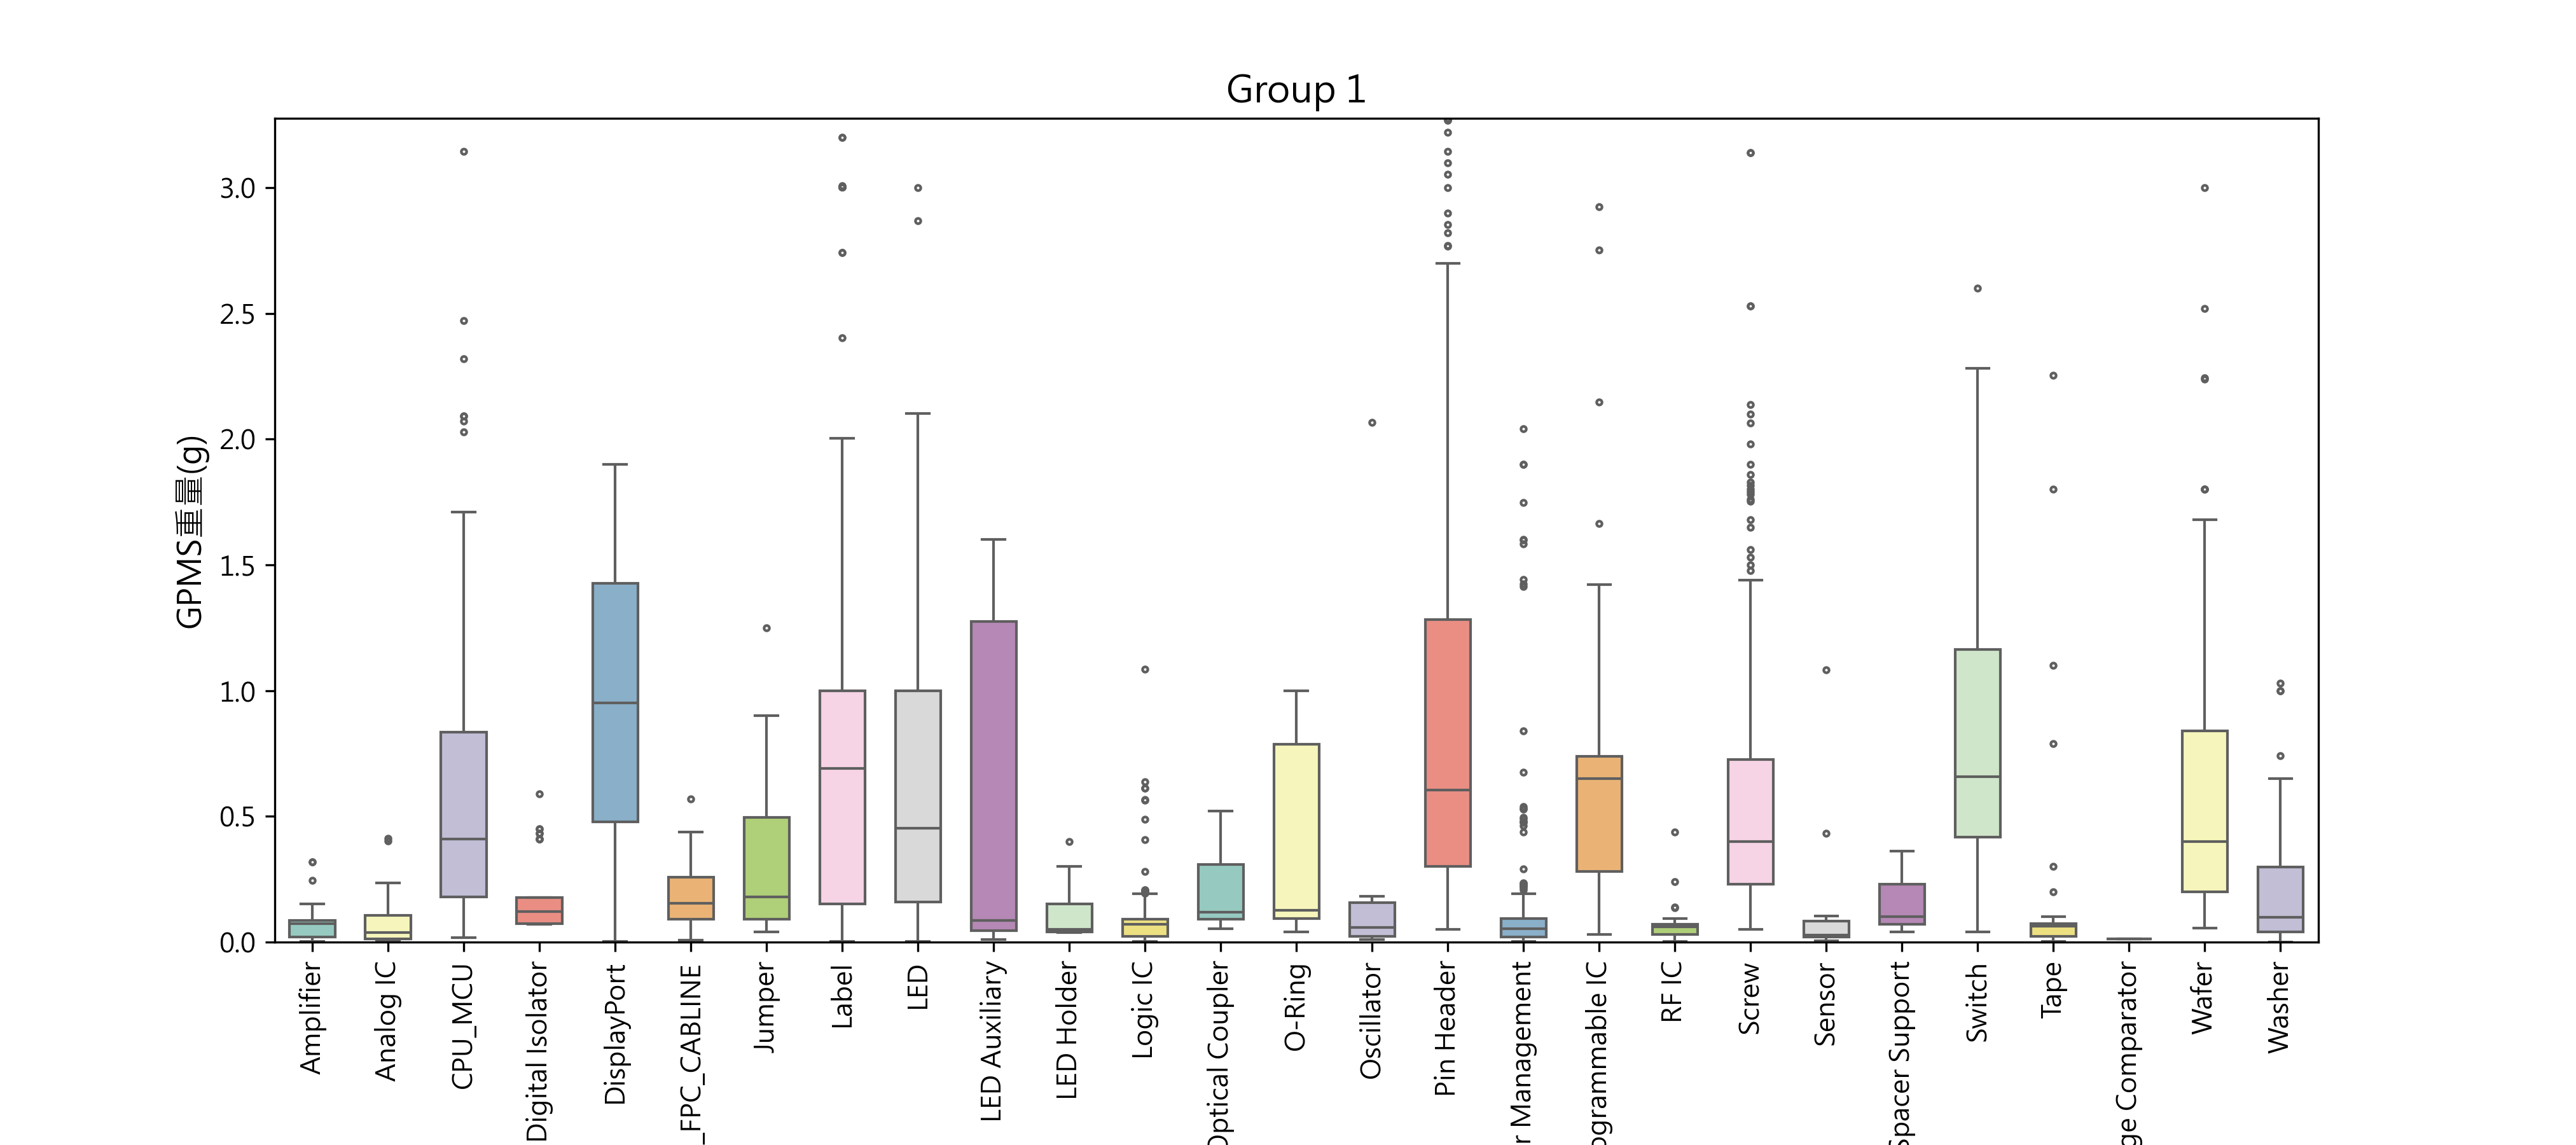 Group 1
GPMS重量(g)
3.0
2.5
2.0
1.5
1.0
0.5
0.0
Amplifier
Analog IC
CPU_MCU
Digital Isolator
DisplayPort
_FPC_CABLINE
Jumper
Label
LED
LED Auxiliary
LED Holder
Logic IC
Optical Coupler
O-Ring
Oscillator
Pin Header
r Management
ogrammable IC
RF IC
Screw
Sensor
Spacer Support
Switch
Tape
ge Comparator
Wafer
Washer